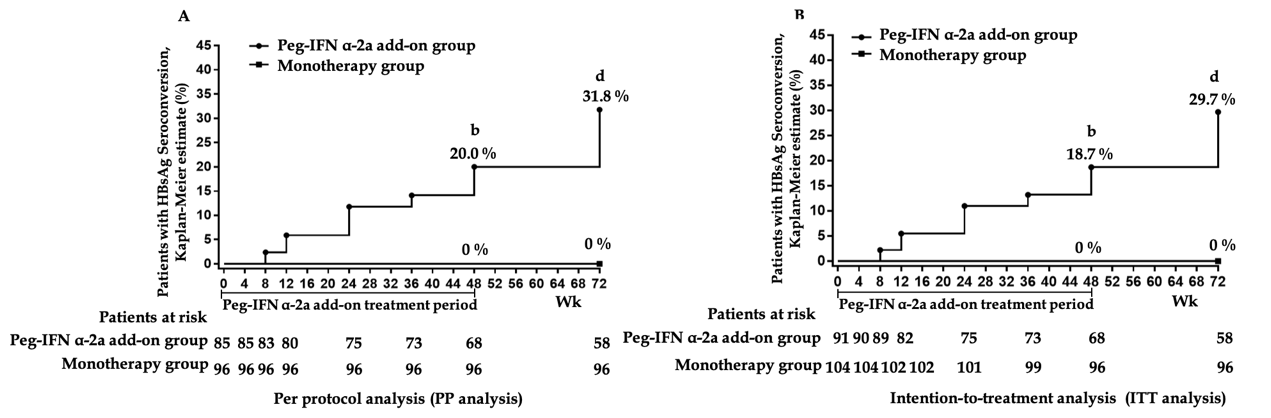 A
Patients with HBsAg Seroconversion,
Kaplan-Meier estimate (%)
45
40
35
30
25
20
15
10
5
0
Peg-IFN α-2a add-on group
Monotherapy group
d
31.8 %
b
20.0 %
0 %
0 %
0 4 8 12 16 20 24 28 32 36 40 44 48 52 56 60 64 68 72
Peg-IFN α-2a add-on treatment period
Wk
Patients at risk
Peg-IFN α-2a add-on group 85 85 83 80 75 73 68 58
Monotherapy group 96 96 96 96 96 96 96 96
Per protocol analysis (PP analysis)
B
Patients with HBsAg Seroconversion,
Kaplan-Meier estimate (%)
45
40
35
30
25
20
15
10
5
0
Peg-IFN α-2a add-on group
Monotherapy group
d
29.7 %
b
18.7 %
0 %
0 %
0 4 8 12 16 20 24 28 32 36 40 44 48 52 56 60 64 68 72
Peg-IFN α-2a add-on treatment period
Wk
Patients at risk
Peg-IFN α-2a add-on group 91 90 89 82 75 73 68 58
Monotherapy group 104 104 102 102 101 99 96 96
Intention-to-treatment analysis (ITT analysis)